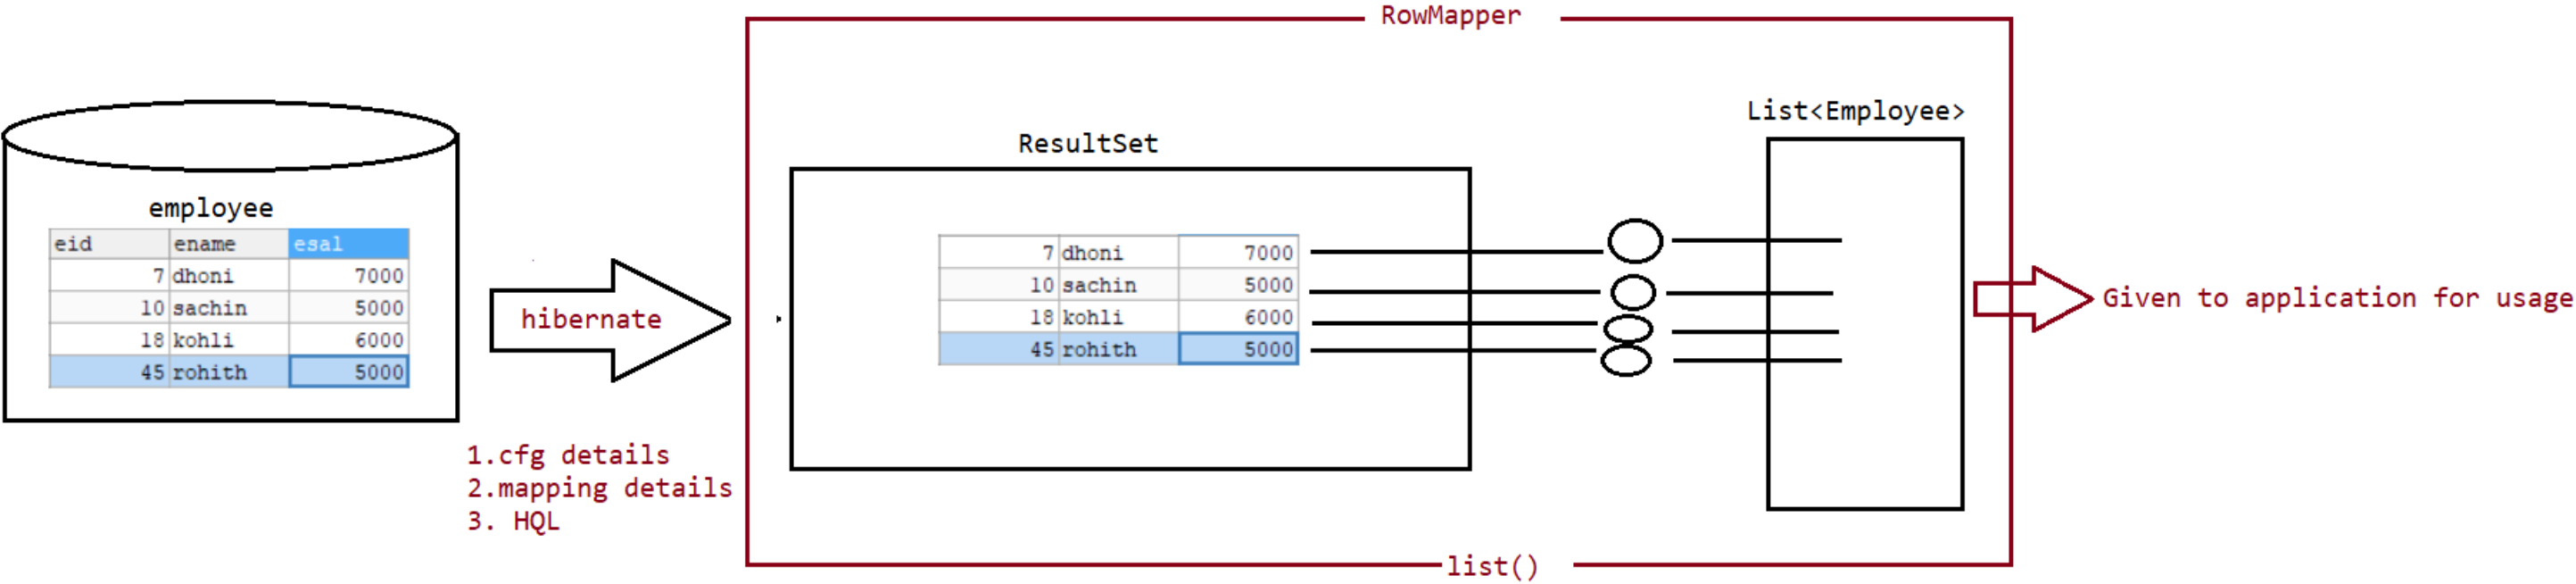 RowMapper
List<Employee>
ResultSet
employee
eid ename esal
7 dhoni 7000
10 sachin 5000
18 kohli 6000
45 rohith 5000
hibernate
1.cfg details
2.mapping details
3. HQL
7 dhoni 7000
10 sachin 5000
18 kohli 6000
45 rohith 5000
Given to application for usage
list()